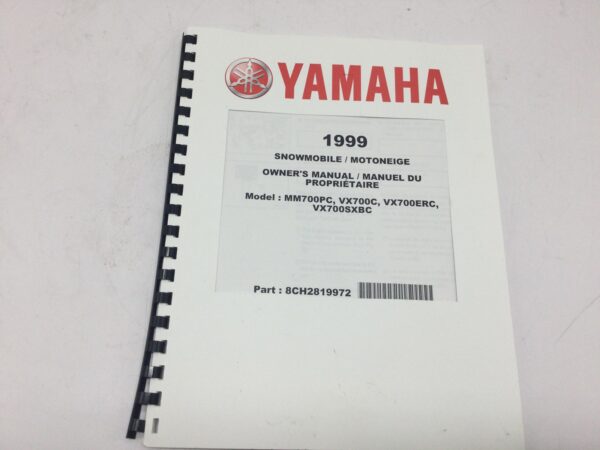 YAMAHA
1999
SNOWMOBILE / MOTONEIGE
OWNER'S MANUAL / MANUEL DU
PROPRIÉTAIRE
Model : MM700PC, VX700C, VX700ERC,
VX700SXBC
Part : 8CH2819972